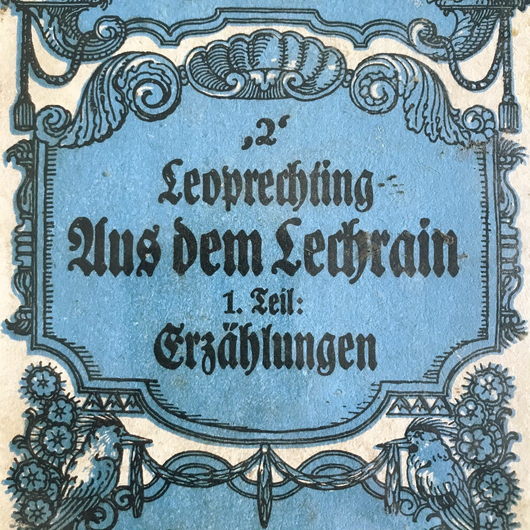 ‚2‘
Leoprechting
Aus dem Lechrain
1. Teil:
Erzählungen